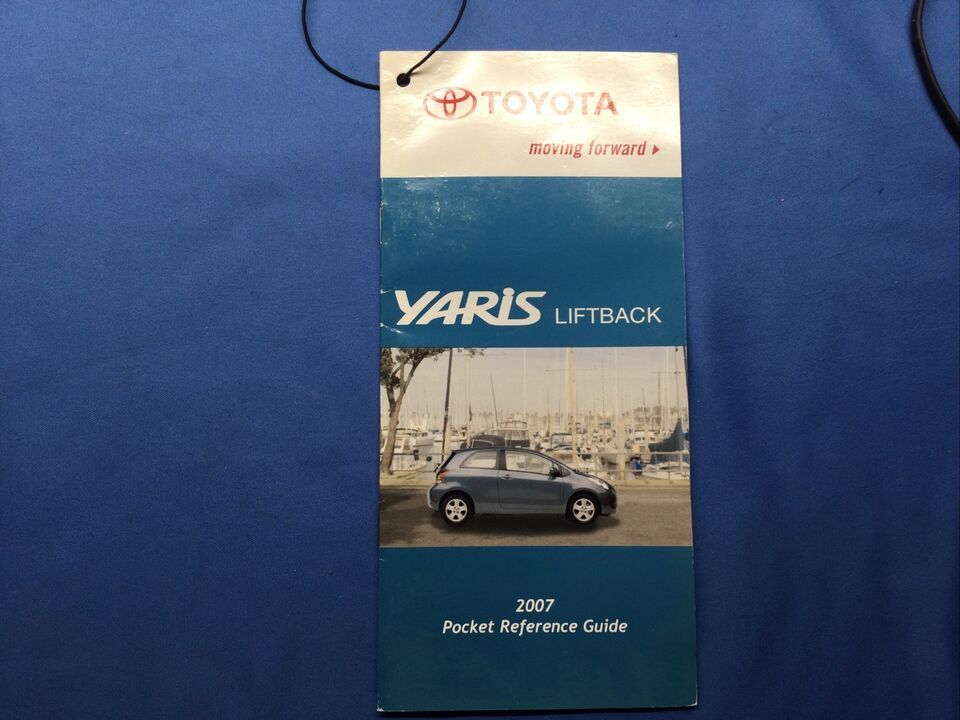 TOYOTA
moving forward
YARiS LIFTBACK
2007
Pocket Reference Guide